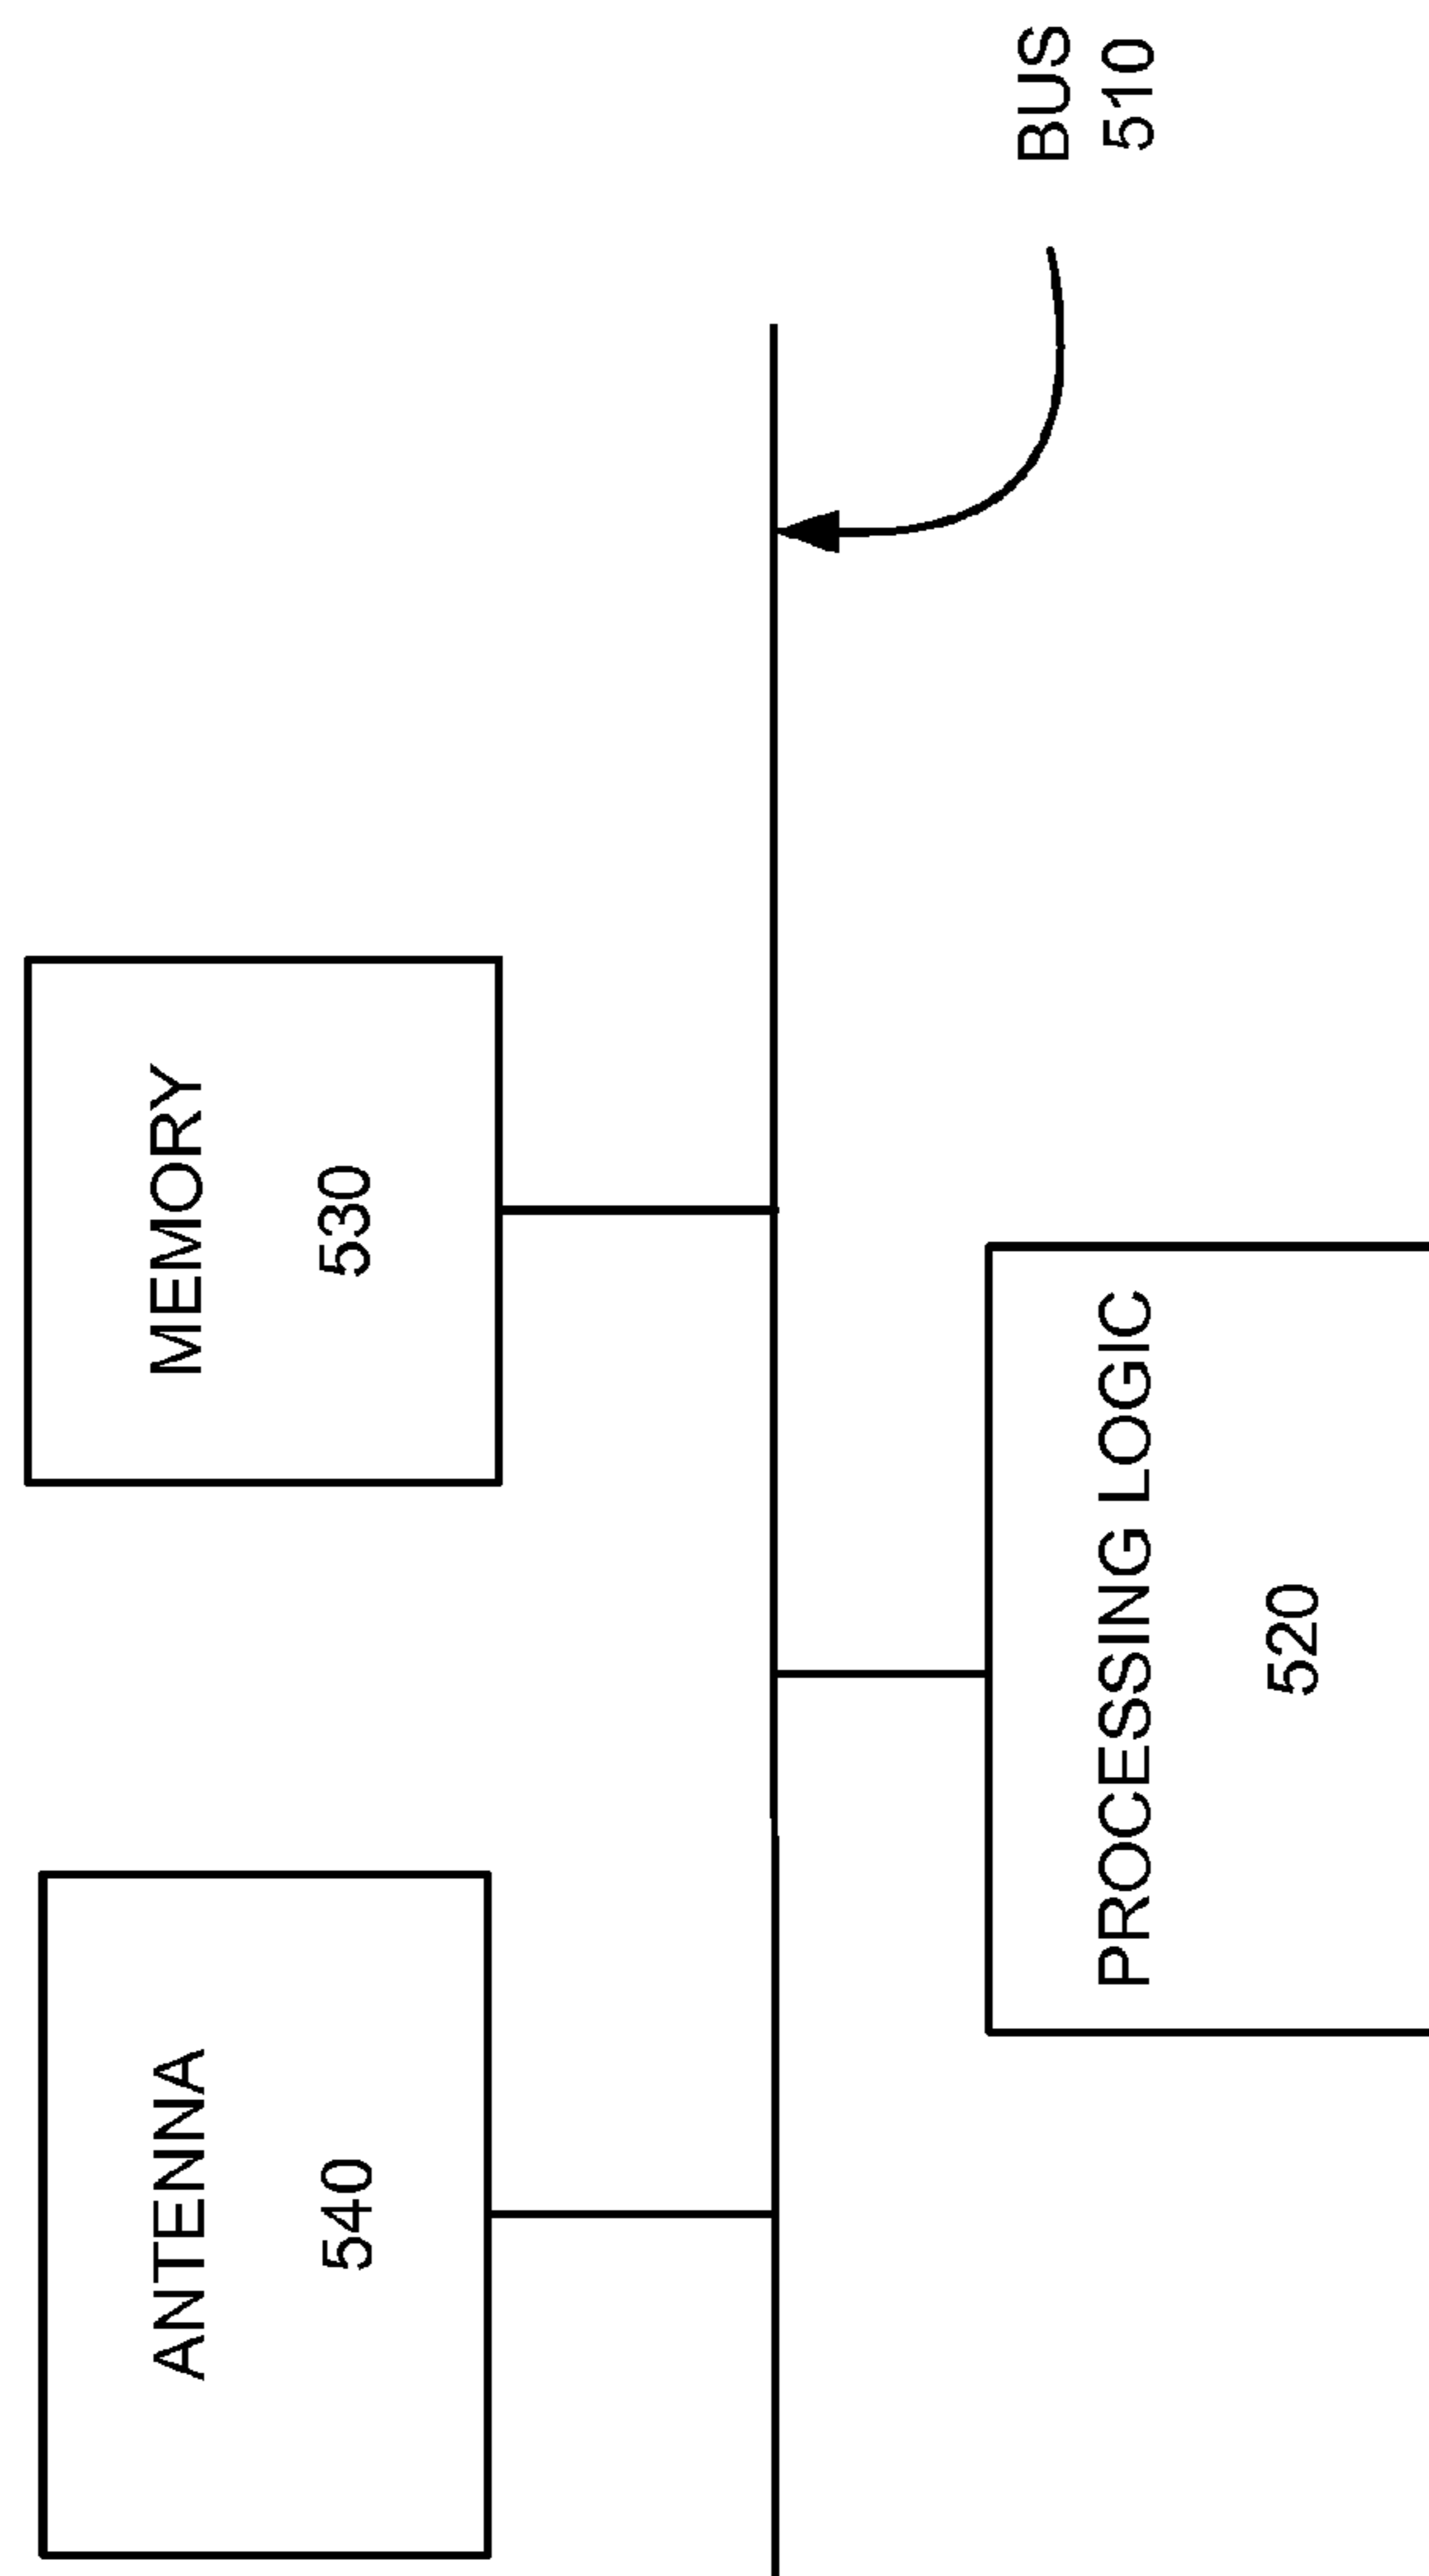 ANTENNA
540
MEMORY
530
BUS
510
PROCESSING LOGIC
520